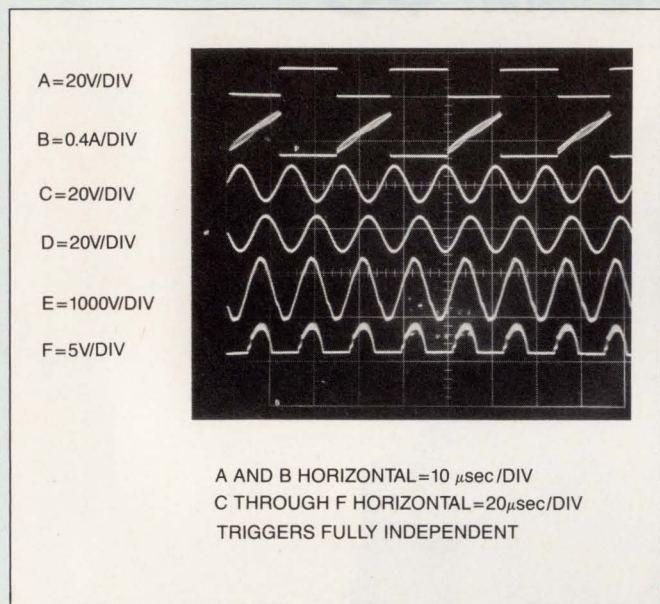 A=20V/DIV
B=0.4A/DIV
C=20V/DIV
D=20V/DIV
E=1000V/DIV
F=5V/DIV
A AND B HORIZONTAL=10 μsec/DIV
C THROUGH F HORIZONTAL=20μsec/DIV
TRIGGERS FULLY INDEPENDENT